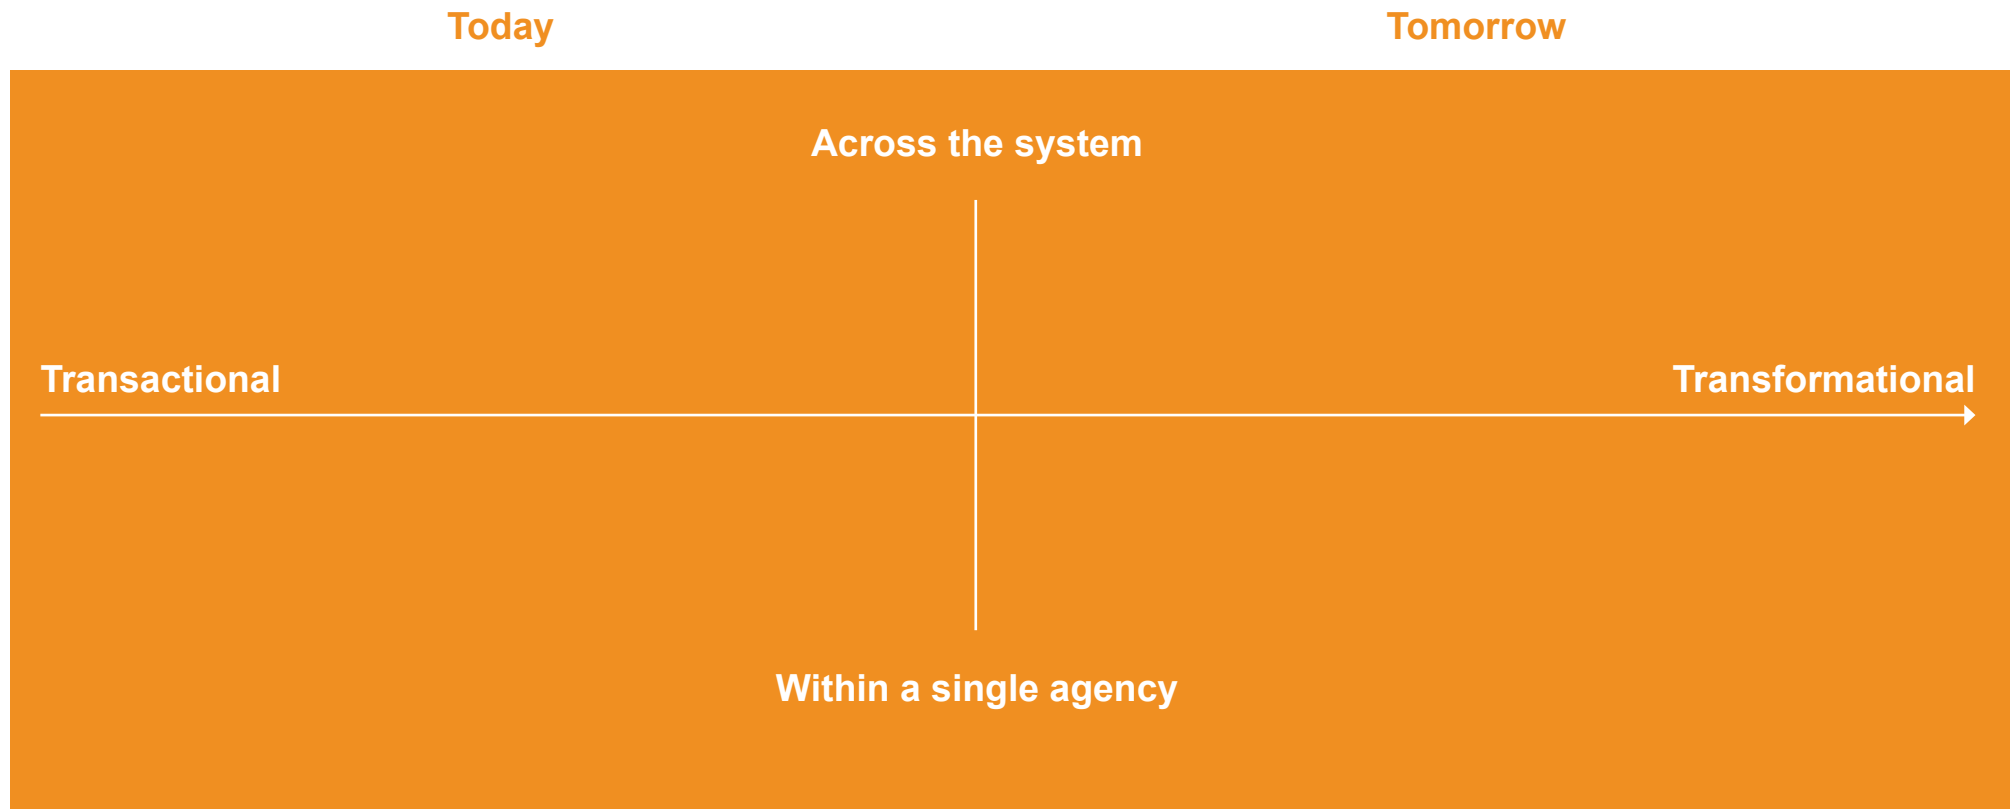 Today
Tomorrow
Across the system
Transactional
Transformational
Within a single agency